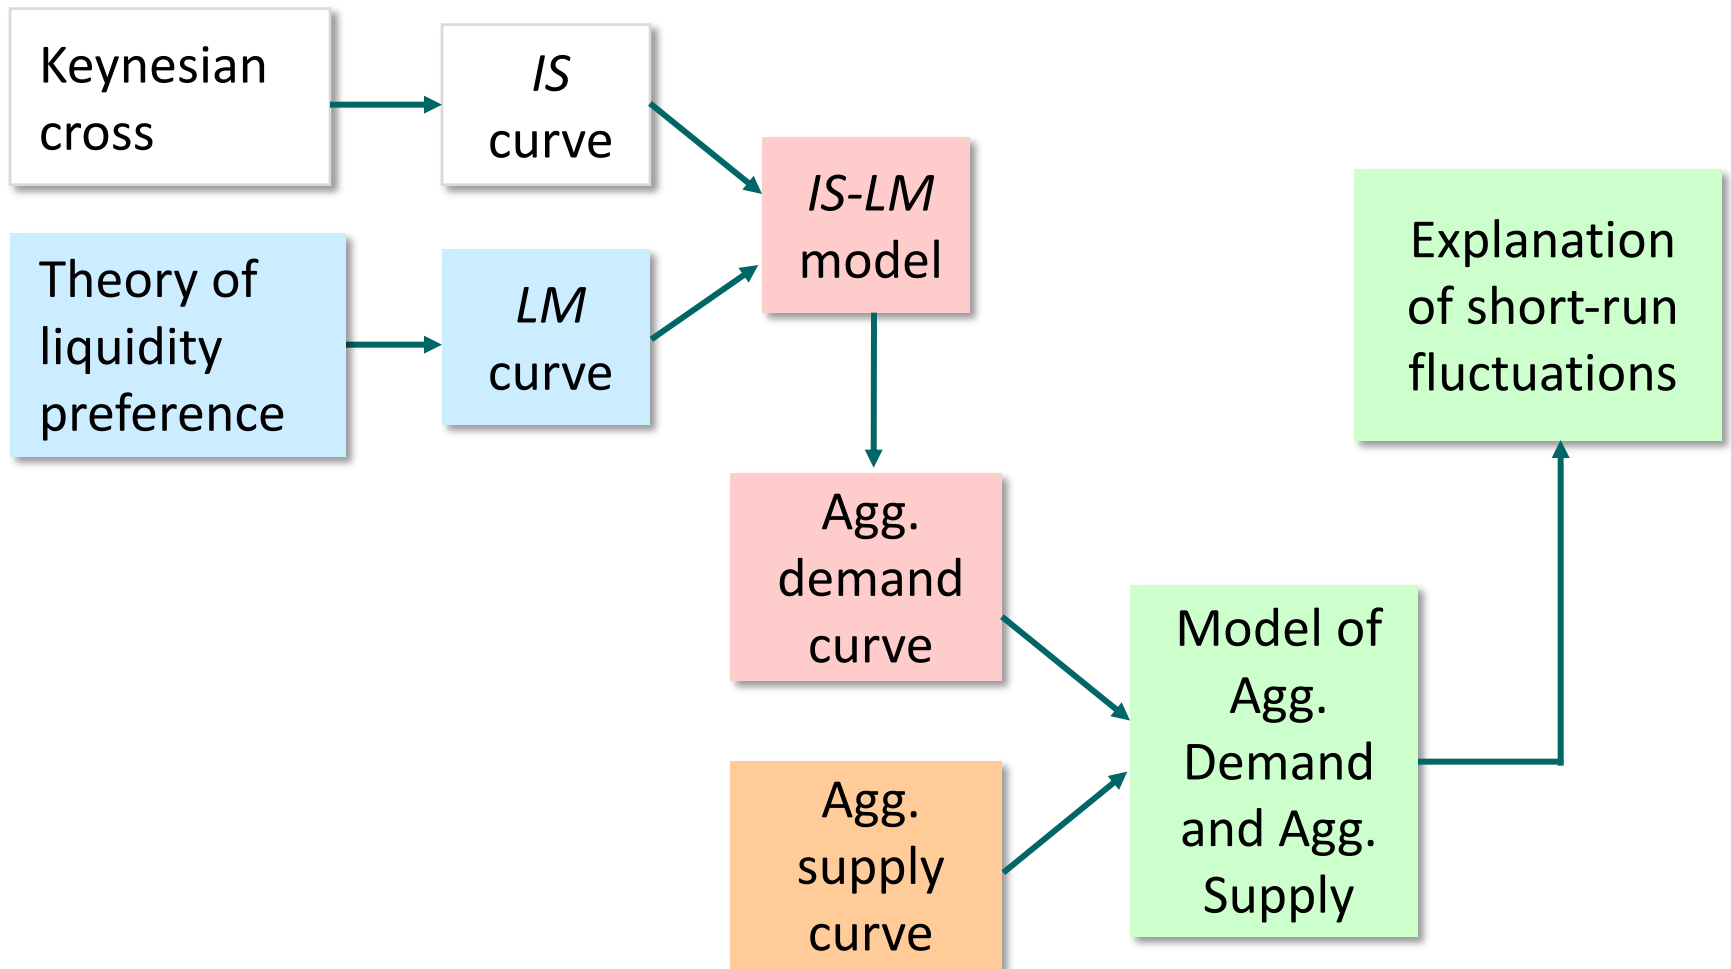 Keynesian
cross
IS
curve
Theory of
liquidity
preference
LM
curve
IS-LM
model
Agg.
demand
curve
Agg.
supply
curve
Model of
Agg.
Demand
and Agg.
Supply
Explanation
of short-run
fluctuations